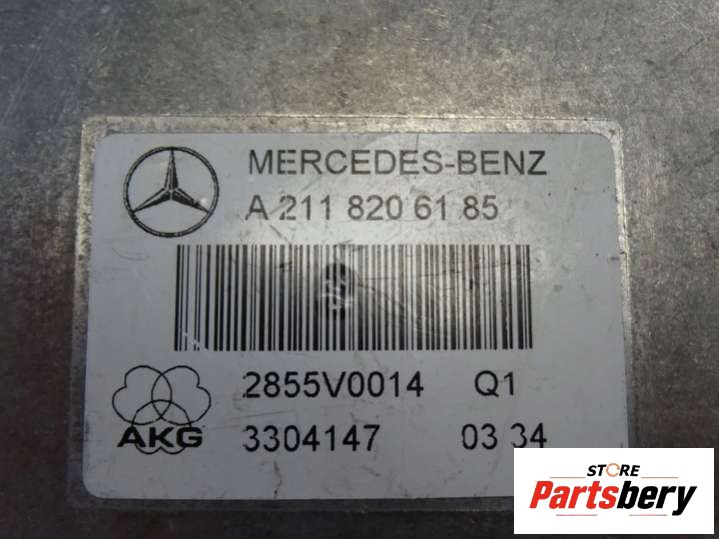 MERCEDES-BENZ
A 211 820 61 85
2855V0014 Q1
AKG
3304147 03 34
STORE
Partsbery